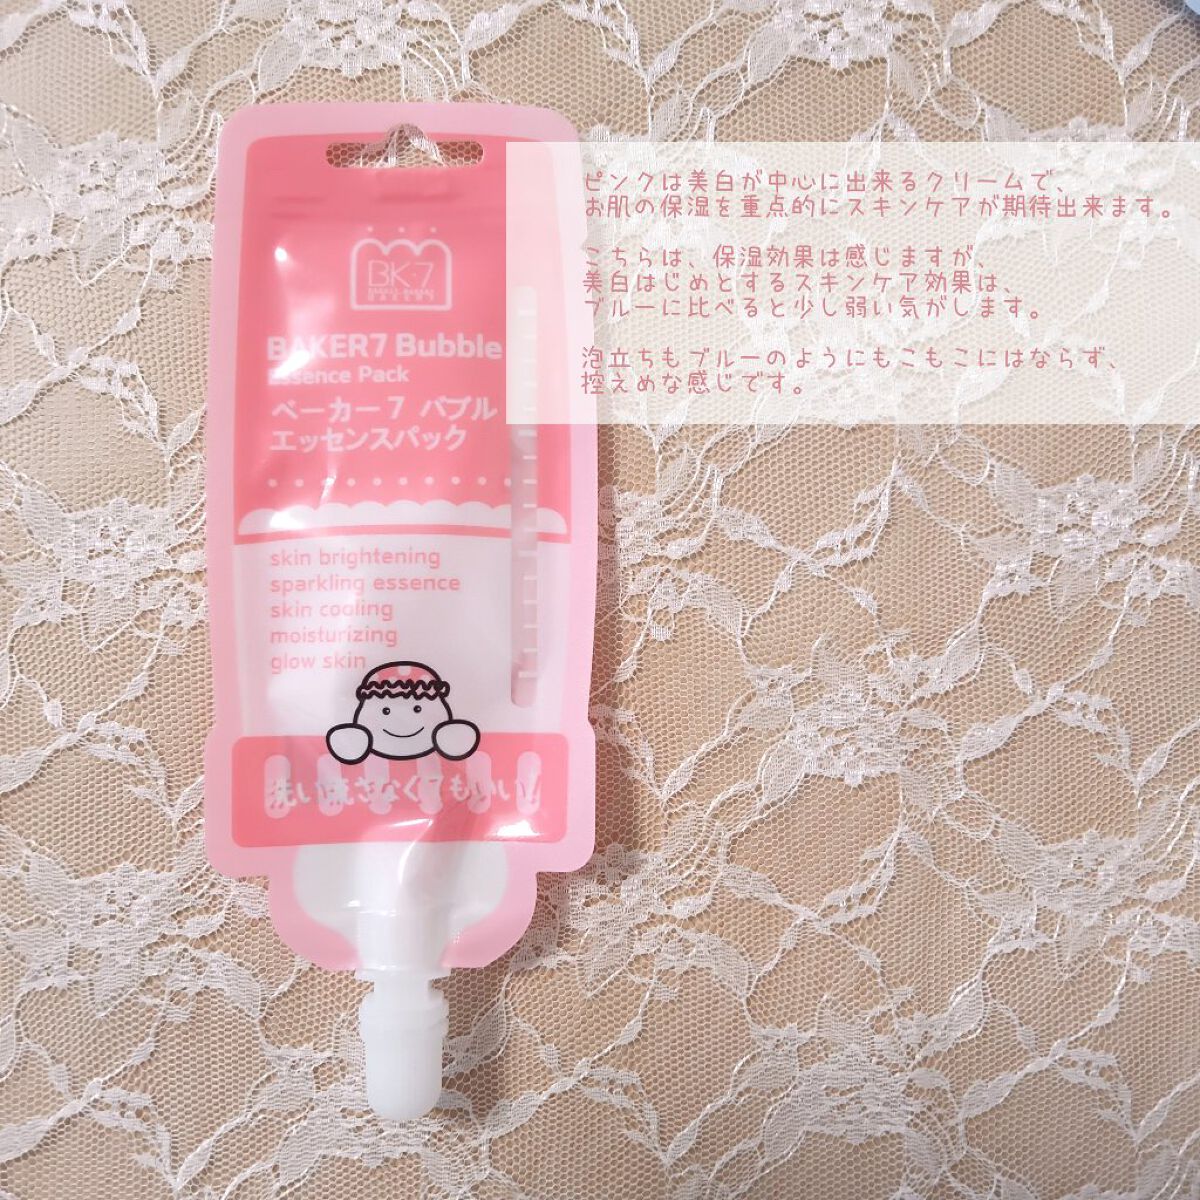 ピンクは美白が中心に出来るクリームで、
お肌の保湿を重点的にスキンケアが期待出来ます。
こちらは、保湿効果は感じますが、
美白はじめとするスキンケア効果は、
ブルーに比べると少し弱い気がします。
泡立ちもブルーのようにもこもこにはならず、
控えめな感じです。
BK·7
BAKER7 Bubble
Essence Pack
ベーカー7 バブル
エッセンスパック
skin brightening
sparkling essence
skin cooling
moisturizing
glow skin
洗い流さなくてもいい!